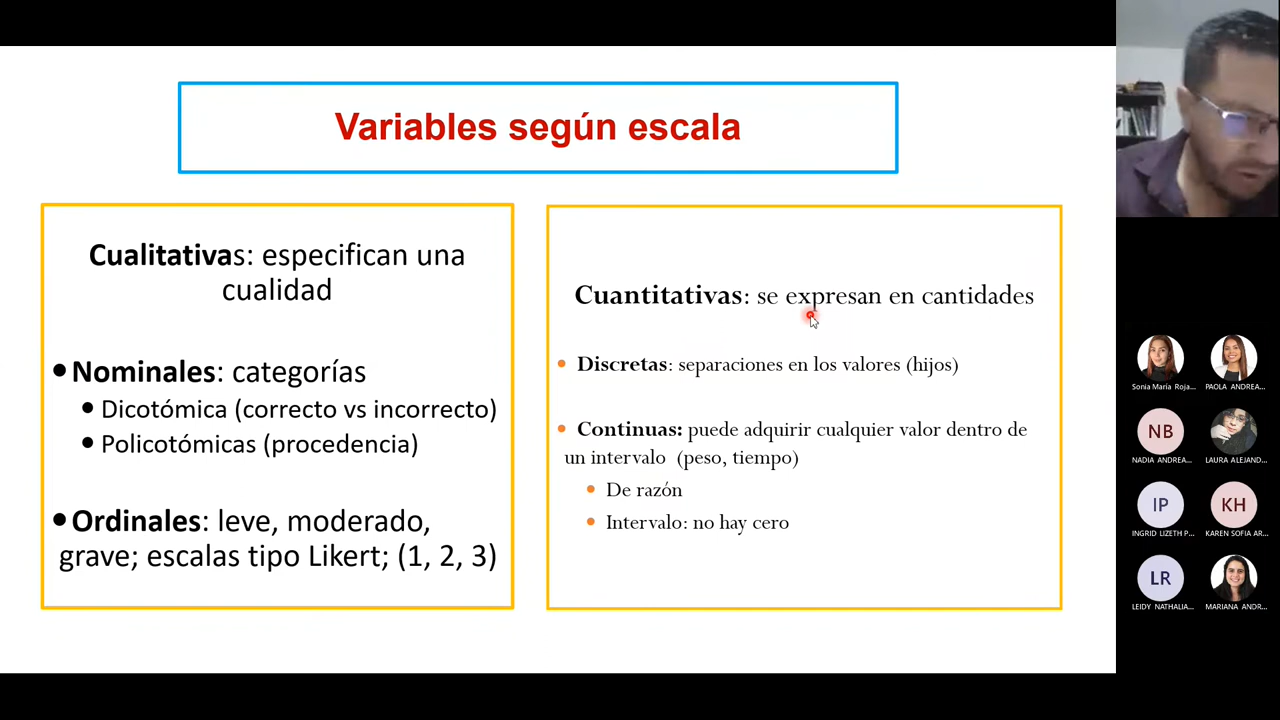 Variables según escala
Cualitativas: especifican una
cualidad
•Nominales: categorías
• Dicotómica (correcto vs incorrecto)
• Policotómicas (procedencia)
•Ordinales: leve, moderado,
grave; escalas tipo Likert; (1, 2, 3)
Cuantitativas: se expresan en cantidades
• Discretas: separaciones en los valores (hijos)
• Continuas: puede adquirir cualquier valor dentro de
un intervalo (peso, tiempo)
• De razón
• Intervalo: no hay cero
Sonia María Roja...
PAOLA ANDREA...
NB
NADIA ANDREA...
LAURA ALEJAND...
IP
INGRID LIZETH P...
KH
KAREN SOFIA AR...
LR
LEIDY NATHALIA...
MARIANA ANDR...